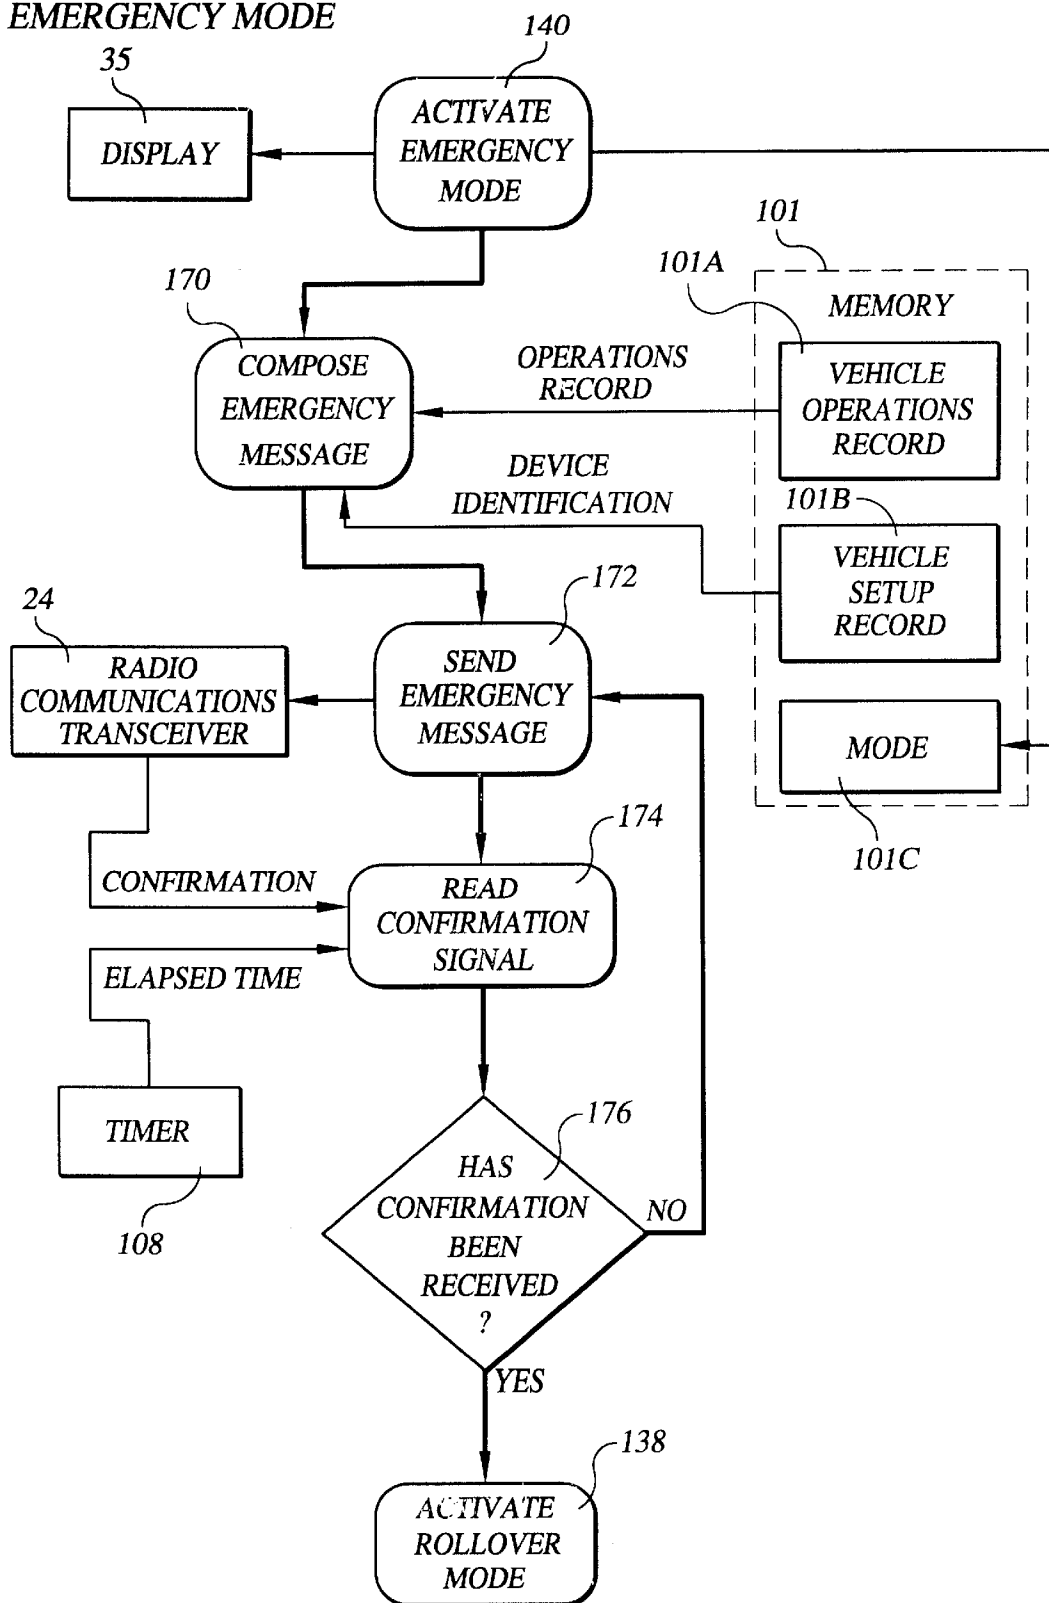 EMERGENCY MODE
140
35
ACTIVATE
EMERGENCY
MODE
DISPLAY
101
101A
170
MEMORY
COMPOSE
EMERGENCY
MESSAGE
OPERATIONS
RECORD
VEHICLE
OPERATIONS
RECORD
DEVICE
IDENTIFICATION
101B
VEHICLE
SETUP
RECORD
172
24
SEND
EMERGENCY
MESSAGE
RADIO
COMMUNICATIONS
TRANSCEIVER
MODE
174
101C
CONFIRMATION
READ
CONFIRMATION
SIGNAL
ELAPSED TIME
176
TIMER
108
HAS
CONFIRMATION
BEEN
RECEIVED
?
NO
YES
138
ACTIVATE
ROLLOVER
MODE